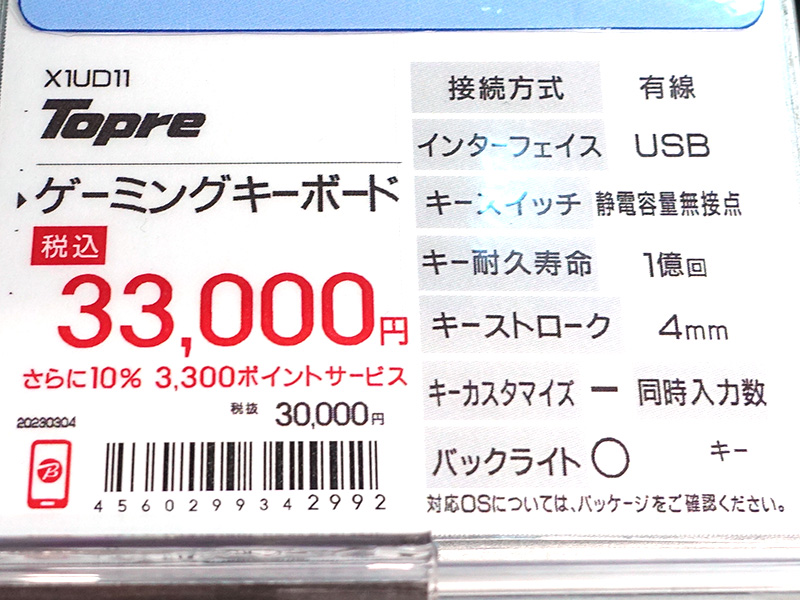 X1UD11
Topre
ゲーミングキーボード
税込
33,000円
さらに10% 3,300ポイントサービス
20230304
税抜 30,000円
4560299342992
接続方式 有線
インターフェイス USB
キースイッチ 静電容量無接点
キー耐久寿命 1億回
キーストローク 4mm
キーカスタマイズ ー 同時入力数
バックライト ○ キー
対応OSについては、パッケージをご確認ください。